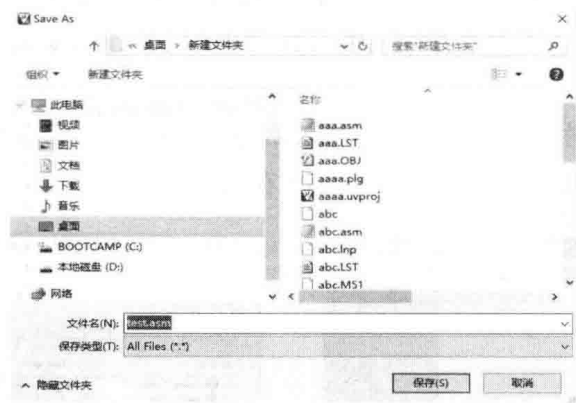 Save As
« 桌面 › 新建文件夹
搜索"新建文件夹"
组织
新建文件夹
此电脑
视频
图片
文档
下载
音乐
桌面
BOOTCAMP (C:)
本地磁盘 (D:)
网络
名称
aaa.asm
aaa.LST
aaa.OBJ
aaaa.plg
aaaa.uvproj
abc
abc.asm
abc.lnp
abc.LST
abc.M51
文件名(N): test.asm
保存类型(T): All Files (*.*)
隐藏文件夹
保存(S)
取消